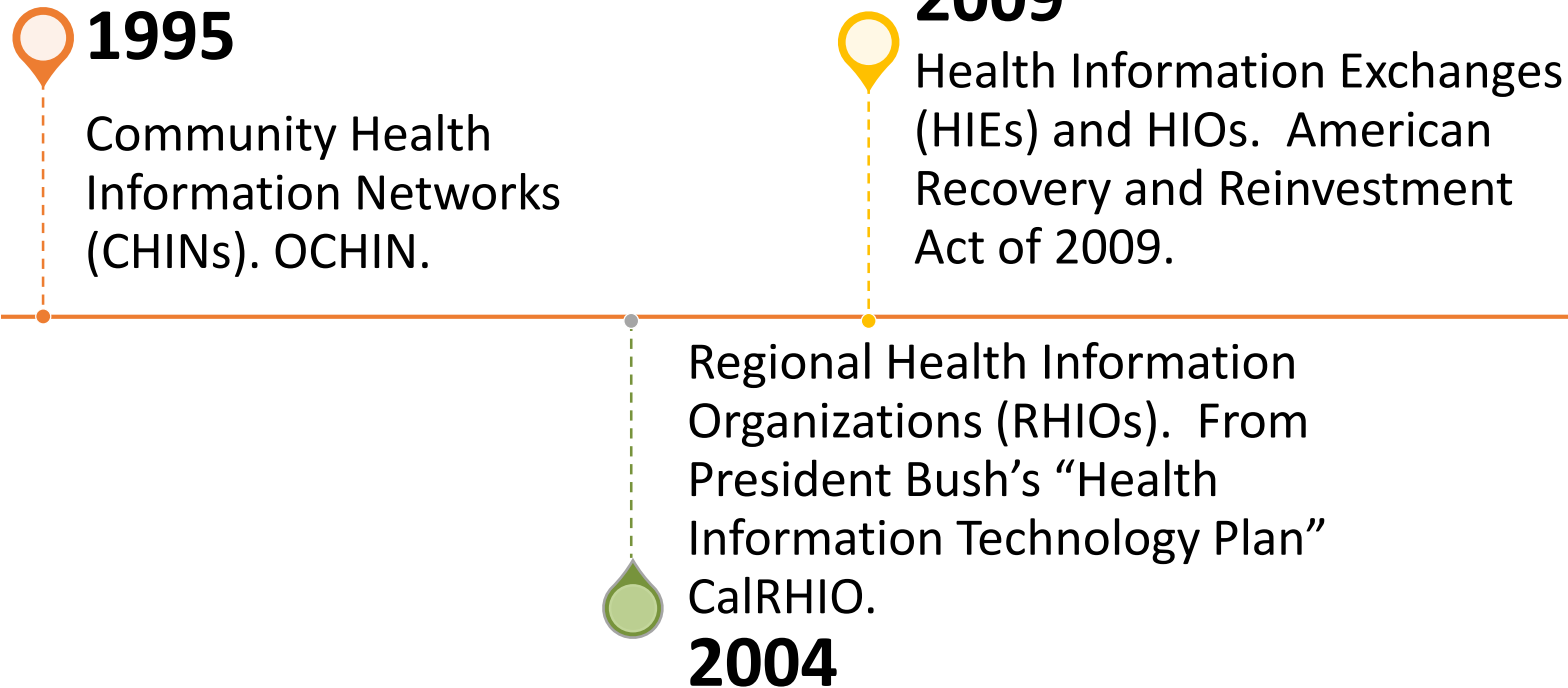 1995
Community Health
Information Networks
(CHINs). OCHIN.
2009
Health Information Exchanges
(HIEs) and HIOs.  American
Recovery and Reinvestment
Act of 2009.
Regional Health Information
Organizations (RHIOs).  From
President Bush’s “Health
Information Technology Plan”
CalRHIO.
2004